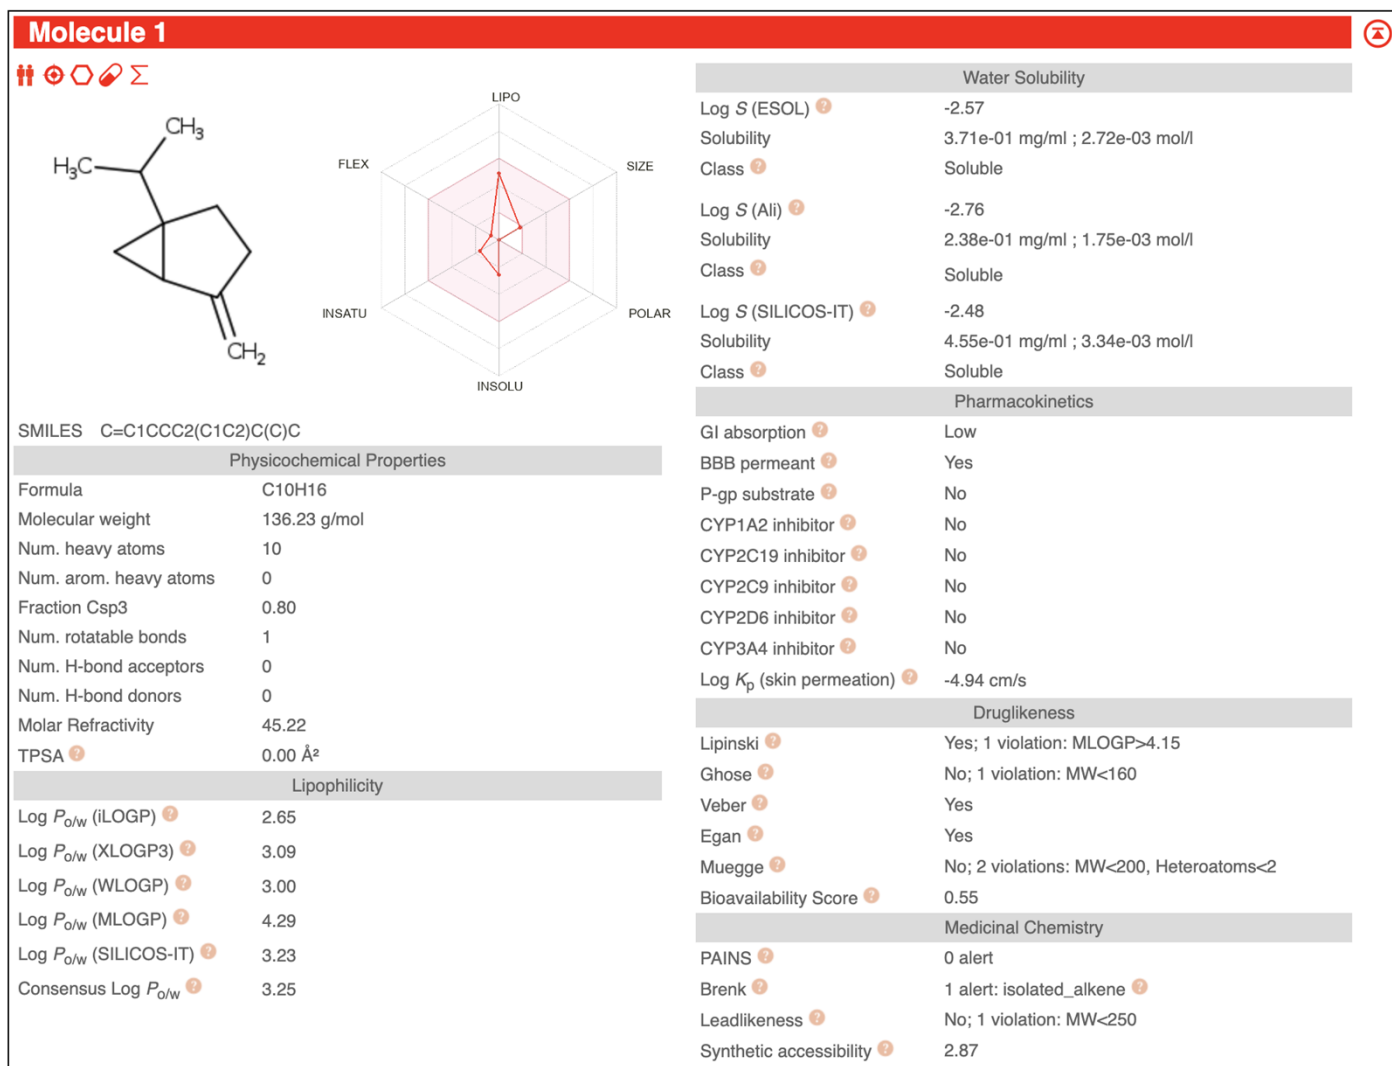 Molecule 1
CH3
H3C
CH2
LIPO
FLEX
SIZE
INSATU
POLAR
INSOLU
SMILES C=C1CCC2(C1C2)C(C)C
Physicochemical Properties
Formula C10H16
Molecular weight 136.23 g/mol
Num. heavy atoms 10
Num. arom. heavy atoms 0
Fraction Csp3 0.80
Num. rotatable bonds 1
Num. H-bond acceptors 0
Num. H-bond donors 0
Molar Refractivity 45.22
TPSA ? 0.00 Å²
Lipophilicity
Log Po/w (iLOGP) ? 2.65
Log Po/w (XLOGP3) ? 3.09
Log Po/w (WLOGP) ? 3.00
Log Po/w (MLOGP) ? 4.29
Log Po/w (SILICOS-IT) ? 3.23
Consensus Log Po/w ? 3.25
Water Solubility
Log S (ESOL) ? -2.57
Solubility 3.71e-01 mg/ml ; 2.72e-03 mol/l
Class ? Soluble
Log S (Ali) ? -2.76
Solubility 2.38e-01 mg/ml ; 1.75e-03 mol/l
Class ? Soluble
Log S (SILICOS-IT) ? -2.48
Solubility 4.55e-01 mg/ml ; 3.34e-03 mol/l
Class ? Soluble
Pharmacokinetics
GI absorption ? Low
BBB permeant ? Yes
P-gp substrate ? No
CYP1A2 inhibitor ? No
CYP2C19 inhibitor ? No
CYP2C9 inhibitor ? No
CYP2D6 inhibitor ? No
CYP3A4 inhibitor ? No
Log Kp (skin permeation) ? -4.94 cm/s
Druglikeness
Lipinski ? Yes; 1 violation: MLOGP>4.15
Ghose ? No; 1 violation: MW<160
Veber ? Yes
Egan ? Yes
Muegge ? No; 2 violations: MW<200, Heteroatoms<2
Bioavailability Score ? 0.55
Medicinal Chemistry
PAINS ? 0 alert
Brenk ? 1 alert: isolated_alkene ?
Leadlikeness ? No; 1 violation: MW<250
Synthetic accessibility ? 2.87